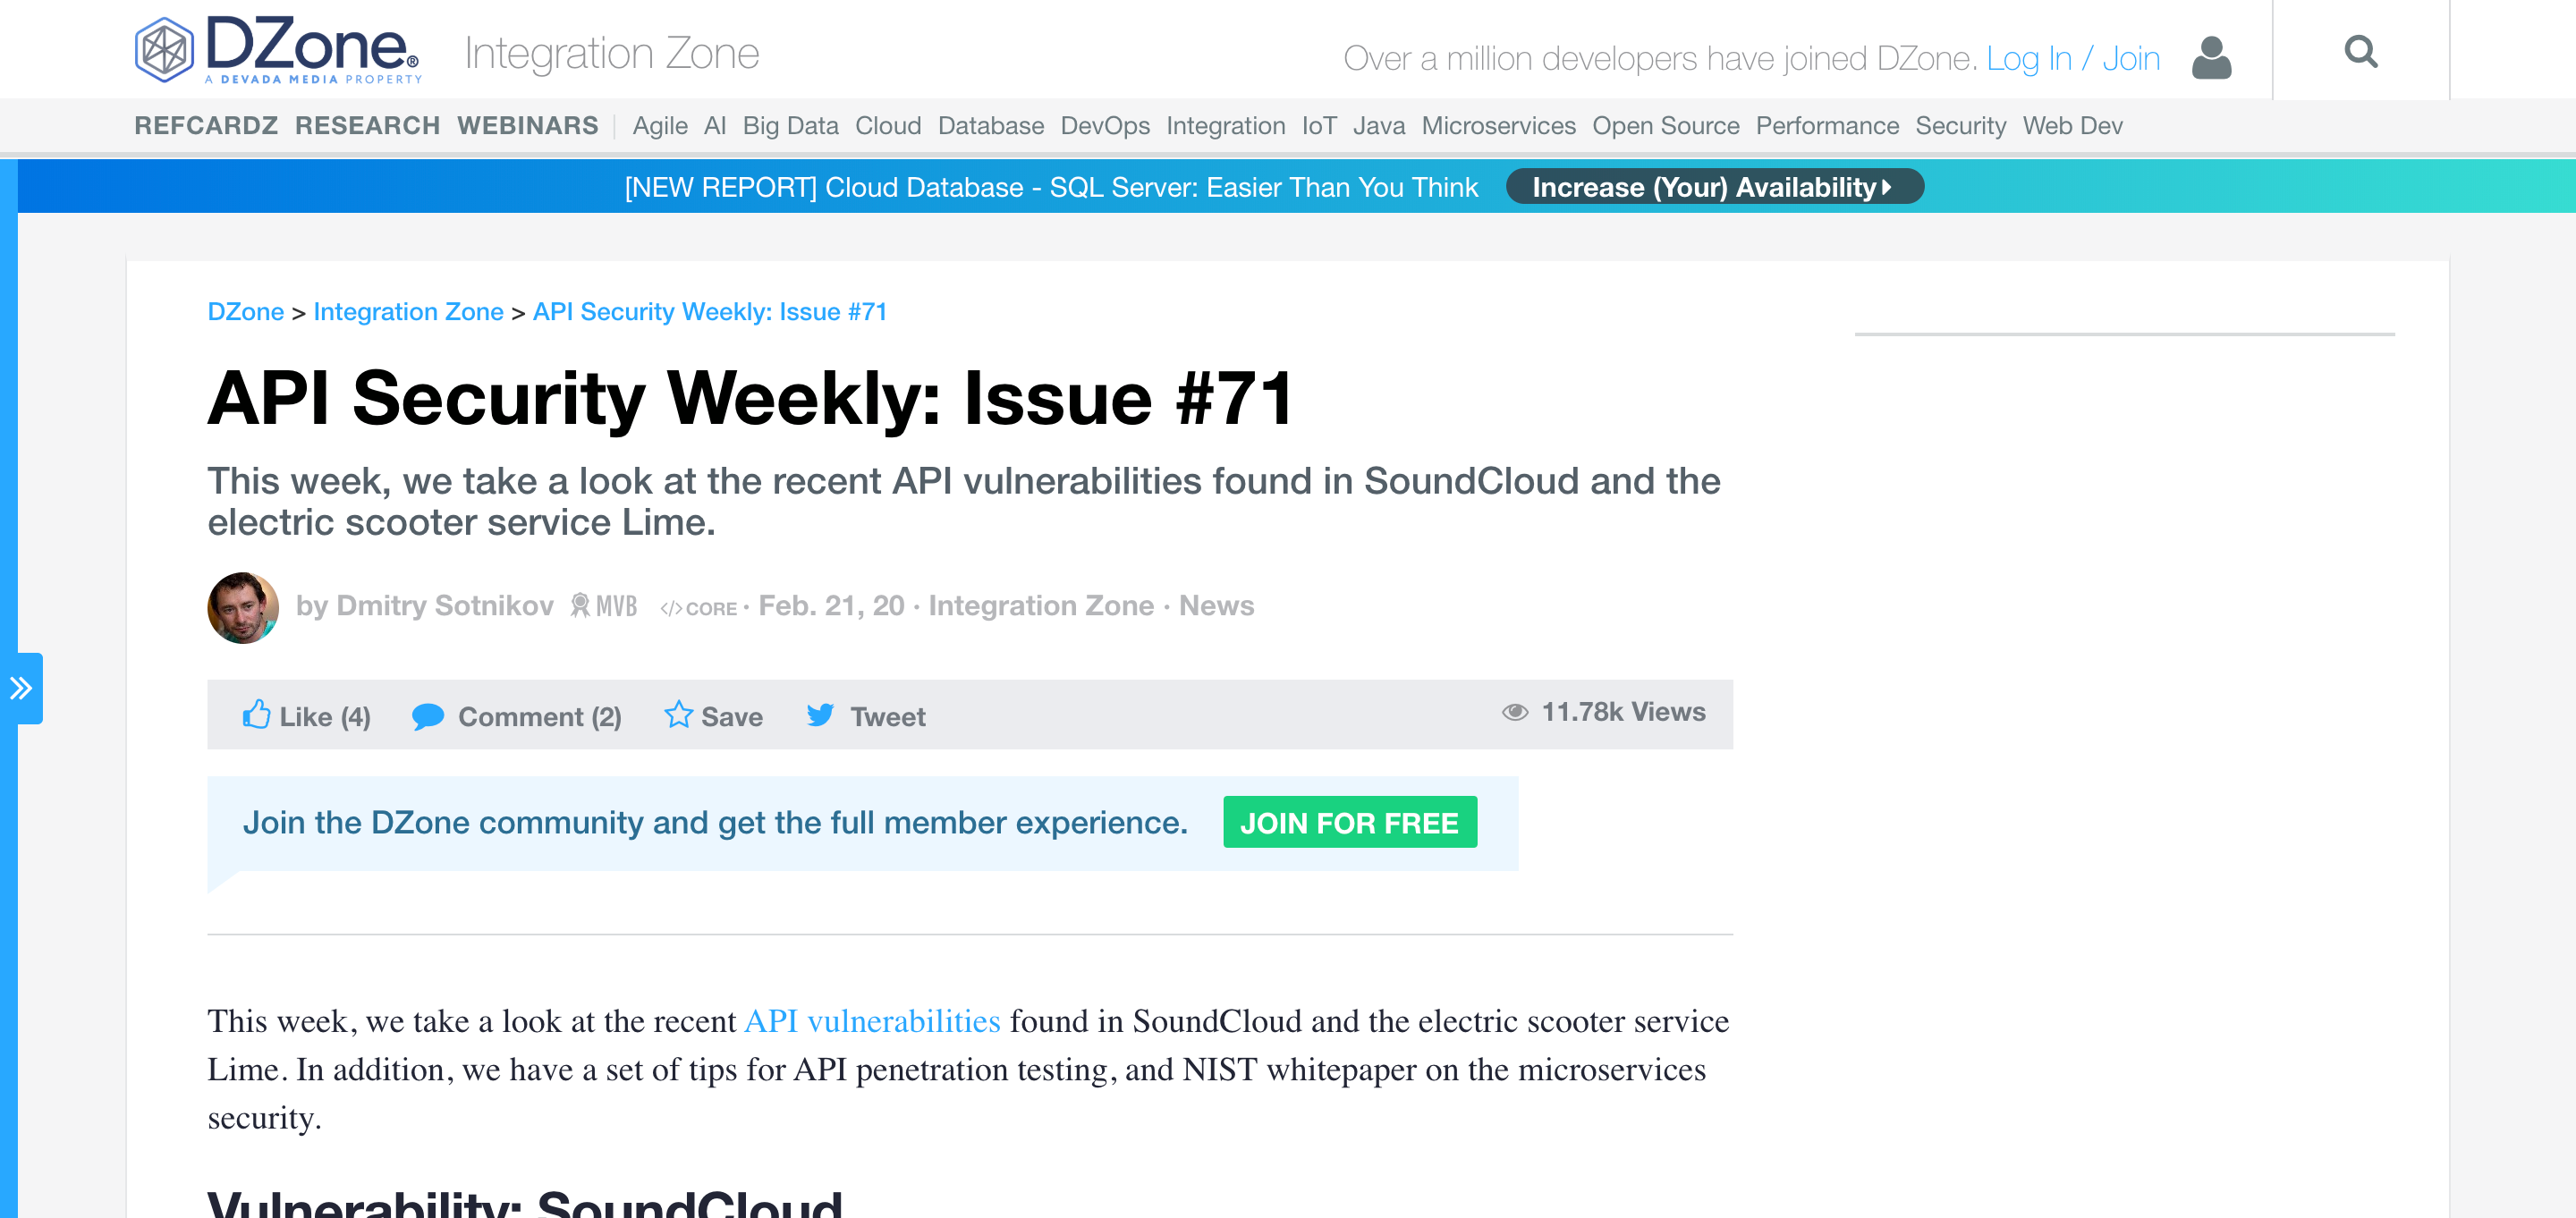 DZone®
A DEVADA MEDIA PROPERTY
Integration Zone
Over a million developers have joined DZone. Log In / Join
REFCARDZ RESEARCH WEBINARS Agile AI Big Data Cloud Database DevOps Integration IoT Java Microservices Open Source Performance Security Web Dev
[NEW REPORT] Cloud Database - SQL Server: Easier Than You Think Increase (Your) Availability
DZone > Integration Zone > API Security Weekly: Issue #71
API Security Weekly: Issue #71
This week, we take a look at the recent API vulnerabilities found in SoundCloud and the
electric scooter service Lime.
by Dmitry Sotnikov MVB </> CORE · Feb. 21, 20 · Integration Zone · News
Like (4) Comment (2) Save Tweet 11.78k Views
Join the DZone community and get the full member experience. JOIN FOR FREE
This week, we take a look at the recent API vulnerabilities found in SoundCloud and the electric scooter service
Lime. In addition, we have a set of tips for API penetration testing, and NIST whitepaper on the microservices
security.
Vulnerability: SoundCloud